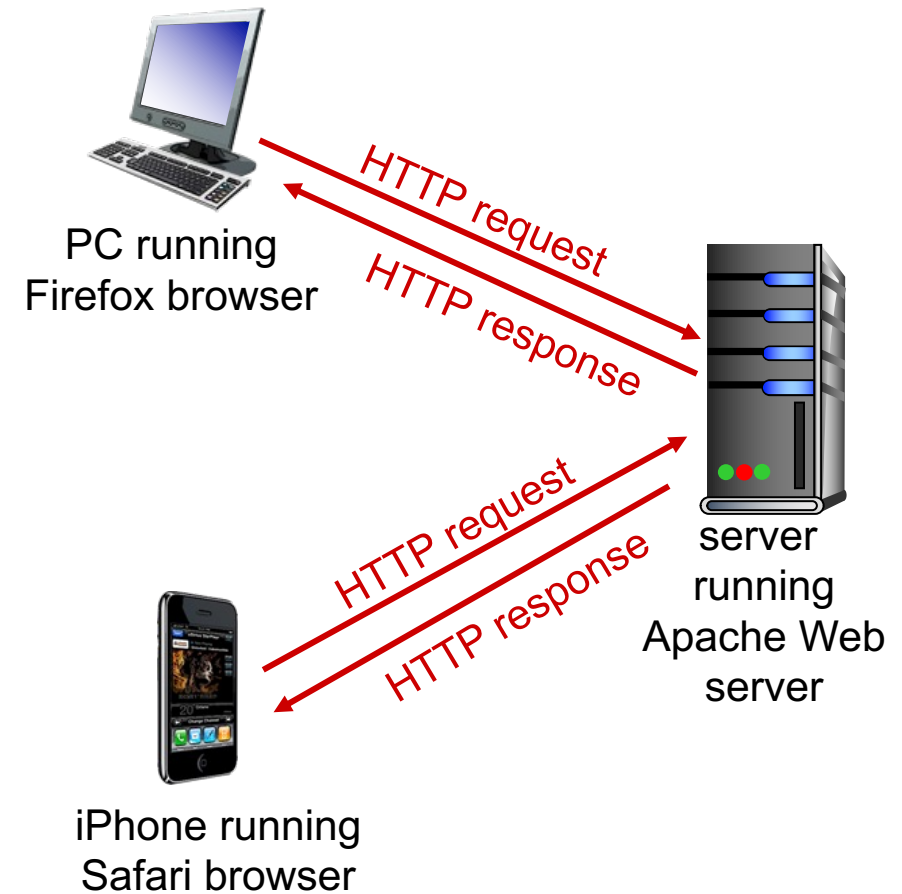 HTTP request
HTTP response
PC running
Firefox browser
HTTP request
HTTP response
server
running
Apache Web
server
iPhone running
Safari browser